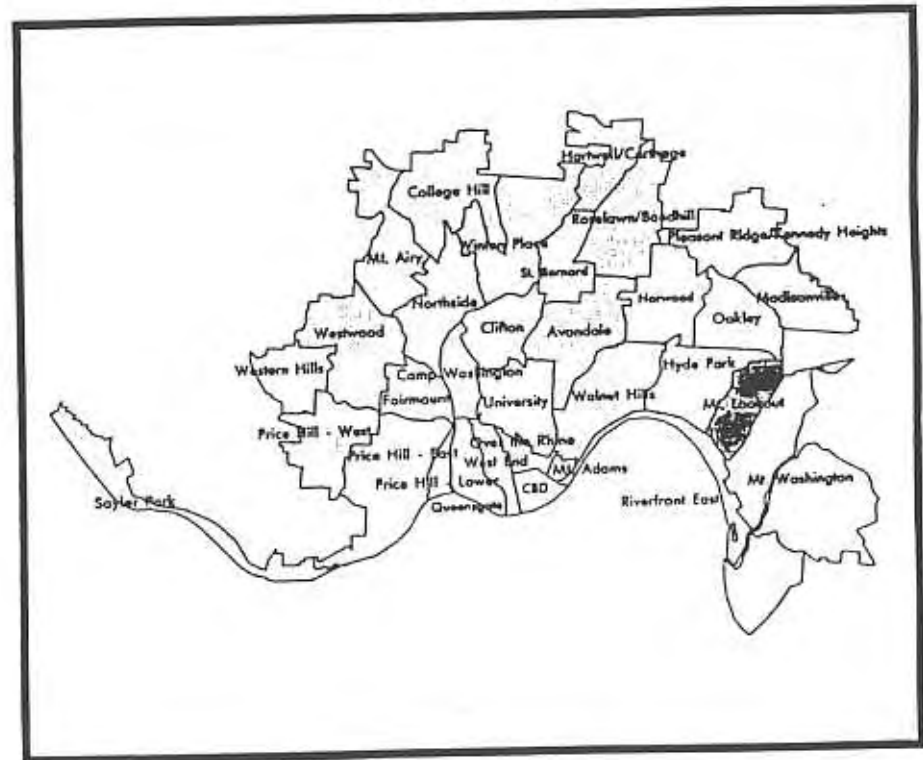 Hartwell/Carthage
College Hill
Roselawn/Bondhill
Pleasant Ridge/Kennedy Heights
Winton Place
Mt. Airy
St. Bernard
Northside
Norwood
Madisonville
Oakley
Clifton
Westwood
Avondale
Western Hills
Hyde Park
Camp Washington
Fairmount
University
Walnut Hills
Mt. Lookout
Price Hill - West
Over the Rhine
Price Hill - East
West End
Mt. Adams
Mt. Washington
Price Hill - Lower
CBD
Sayler Park
Riverfront East
Queensgate